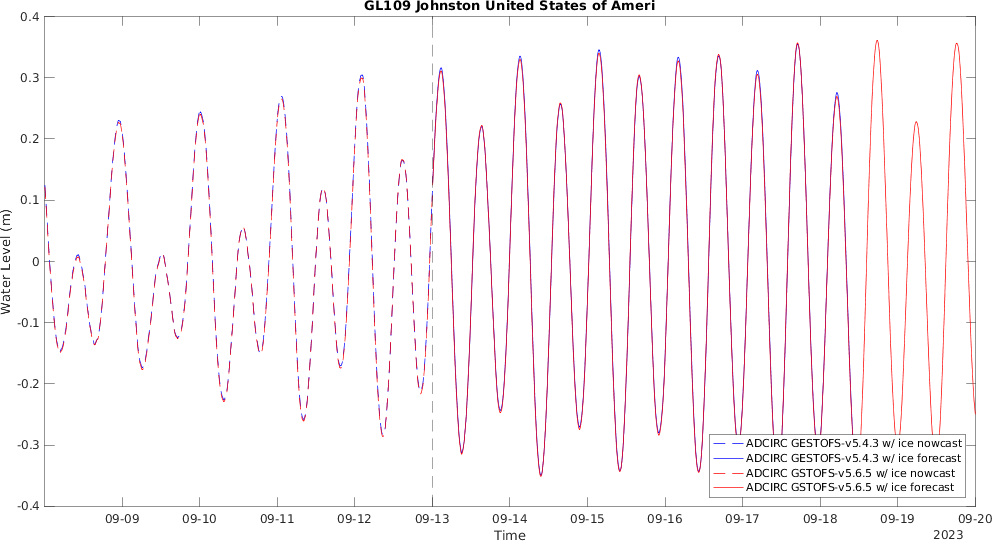 GL109 Johnston United States of Ameri
0.4
0.3
0.2
0.1
0
-0.1
-0.2
-0.3
-0.4
Water Level (m)
ADCIRC GESTOFS-v5.4.3 w/ ice nowcast
ADCIRC GESTOFS-v5.4.3 w/ ice forecast
ADCIRC GSTOFS-v5.6.5 w/ ice nowcast
ADCIRC GSTOFS-v5.6.5 w/ ice forecast
09-09 09-10 09-11 09-12 09-13 09-14 09-15 09-16 09-17 09-18 09-19 09-20
Time
2023